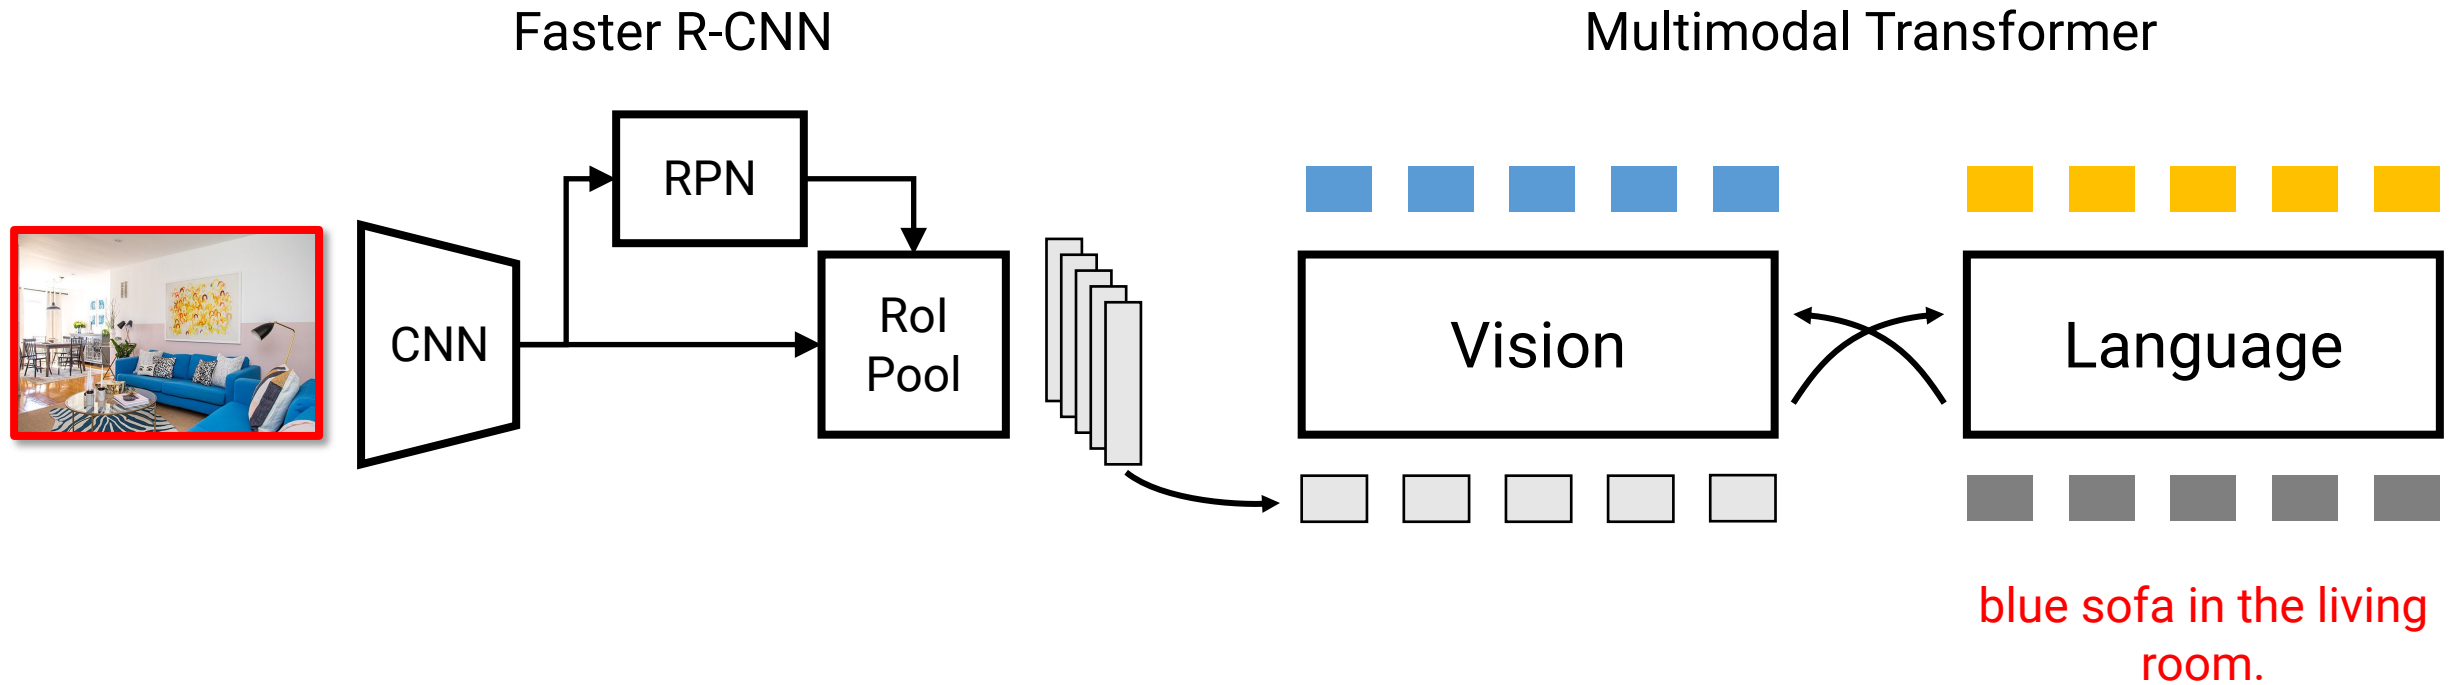 Faster R-CNN
Multimodal Transformer
RPN
CNN
RoI
Pool
Vision
Language
blue sofa in the living
room.